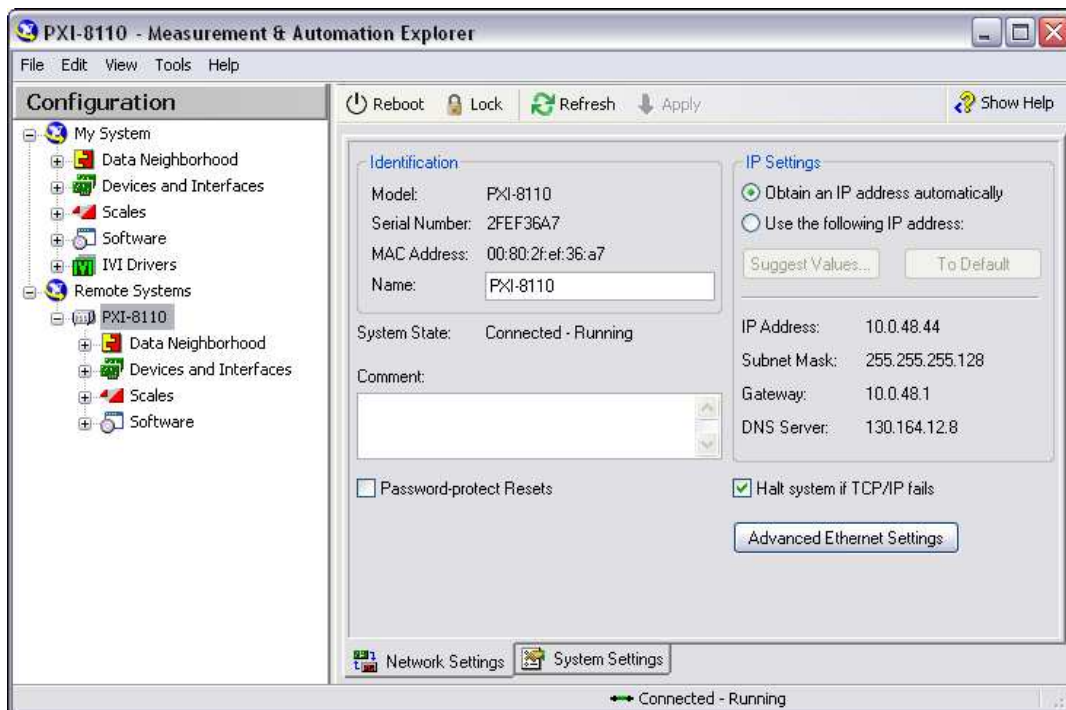 PXI-8110 - Measurement & Automation Explorer
File Edit View Tools Help
Configuration
My System
Data Neighborhood
Devices and Interfaces
Scales
Software
IVI Drivers
Remote Systems
PXI-8110
Data Neighborhood
Devices and Interfaces
Scales
Software
Reboot Lock Refresh Apply Show Help
Identification
Model: PXI-8110
Serial Number: 2FEF36A7
MAC Address: 00:80:2f:ef:36:a7
Name: PXI-8110
System State: Connected - Running
Comment:
Password-protect Resets
IP Settings
Obtain an IP address automatically
Use the following IP address:
Suggest Values... To Default
IP Address: 10.0.48.44
Subnet Mask: 255.255.255.128
Gateway: 10.0.48.1
DNS Server: 130.164.12.8
Halt system if TCP/IP fails
Advanced Ethernet Settings
Network Settings System Settings
Connected - Running